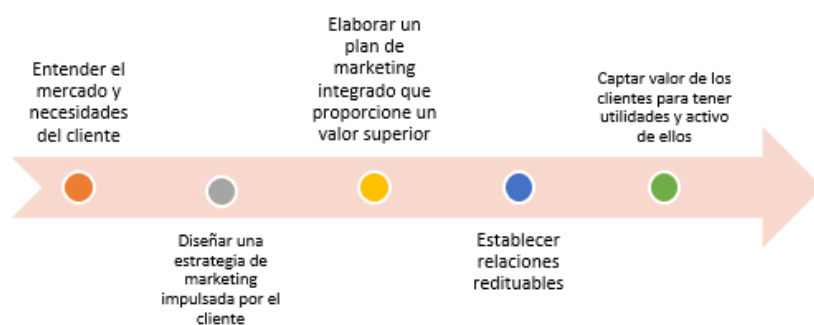 Entender el
mercado y
necesidades
del cliente
Diseñar una
estrategia de
marketing
impulsada por el
cliente
Elaborar un
plan de
marketing
integrado que
proporcione un
valor superior
Establecer
relaciones
redituables
Captar valor de los
clientes para tener
utilidades y activo
de ellos